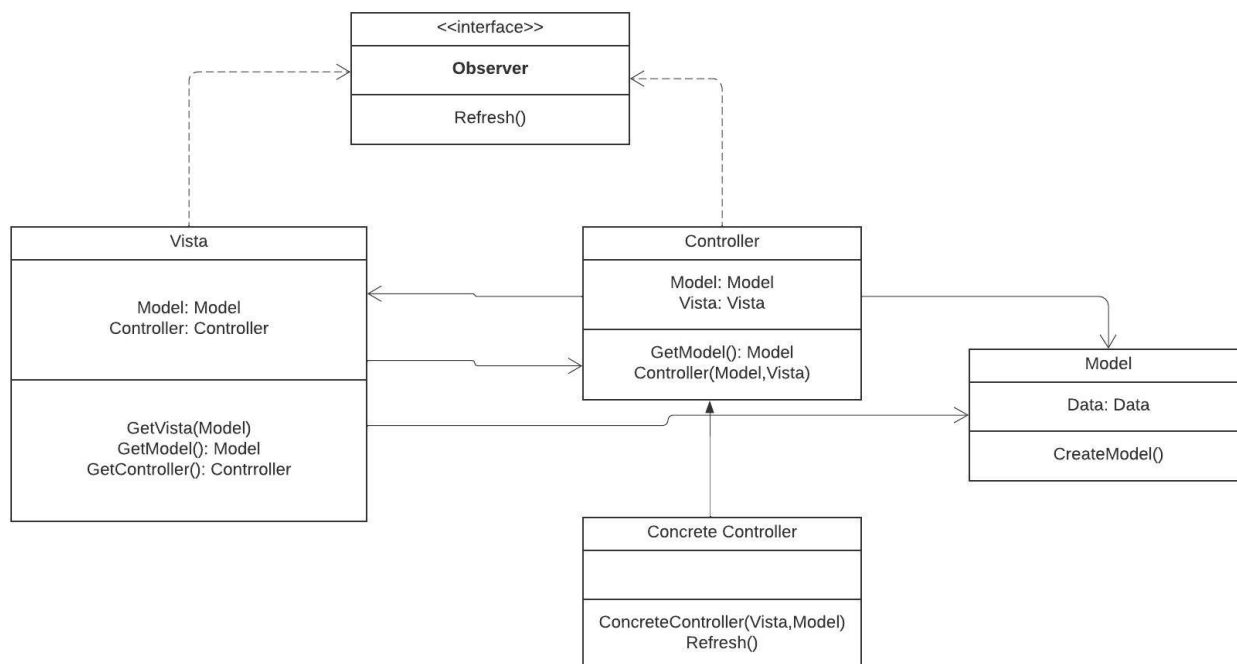 <<interface>>
Observer
Refresh()
Vista
Model: Model
Controller: Controller
GetVista(Model)
GetModel(): Model
GetController(): Contrroller
Controller
Model: Model
Vista: Vista
GetModel(): Model
Controller(Model,Vista)
Model
Data: Data
CreateModel()
Concrete Controller
ConcreteController(Vista,Model)
Refresh()